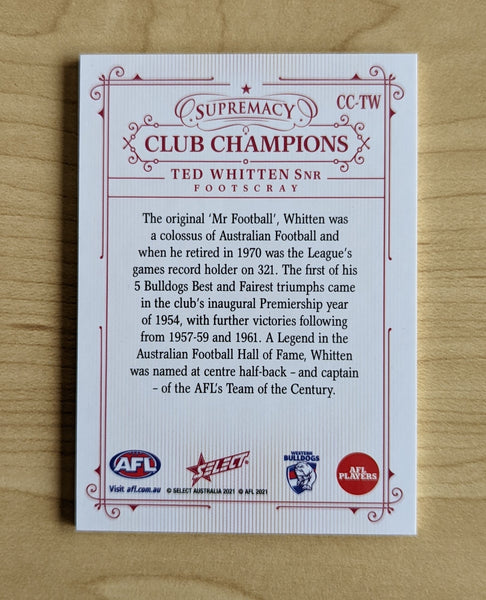 SUPREMACY
CC-TW
CLUB CHAMPIONS
TED WHITTEN SNR
FOOTSCRAY
The original ‘Mr Football’, Whitten was
a colossus of Australian Football and
when he retired in 1970 was the League’s
games record holder on 321. The first of his
5 Bulldogs Best and Fairest triumphs came
in the club’s inaugural Premiership year
of 1954, with further victories following
from 1957-59 and 1961. A Legend in the
Australian Football Hall of Fame, Whitten
was named at centre half-back – and captain
– of the AFL’s Team of the Century.
AFL
SELECT
WESTERN
BULLDOGS
AFL
PLAYERS
Visit afl.com.au
© SELECT AUSTRALIA 2021 © AFL 2021